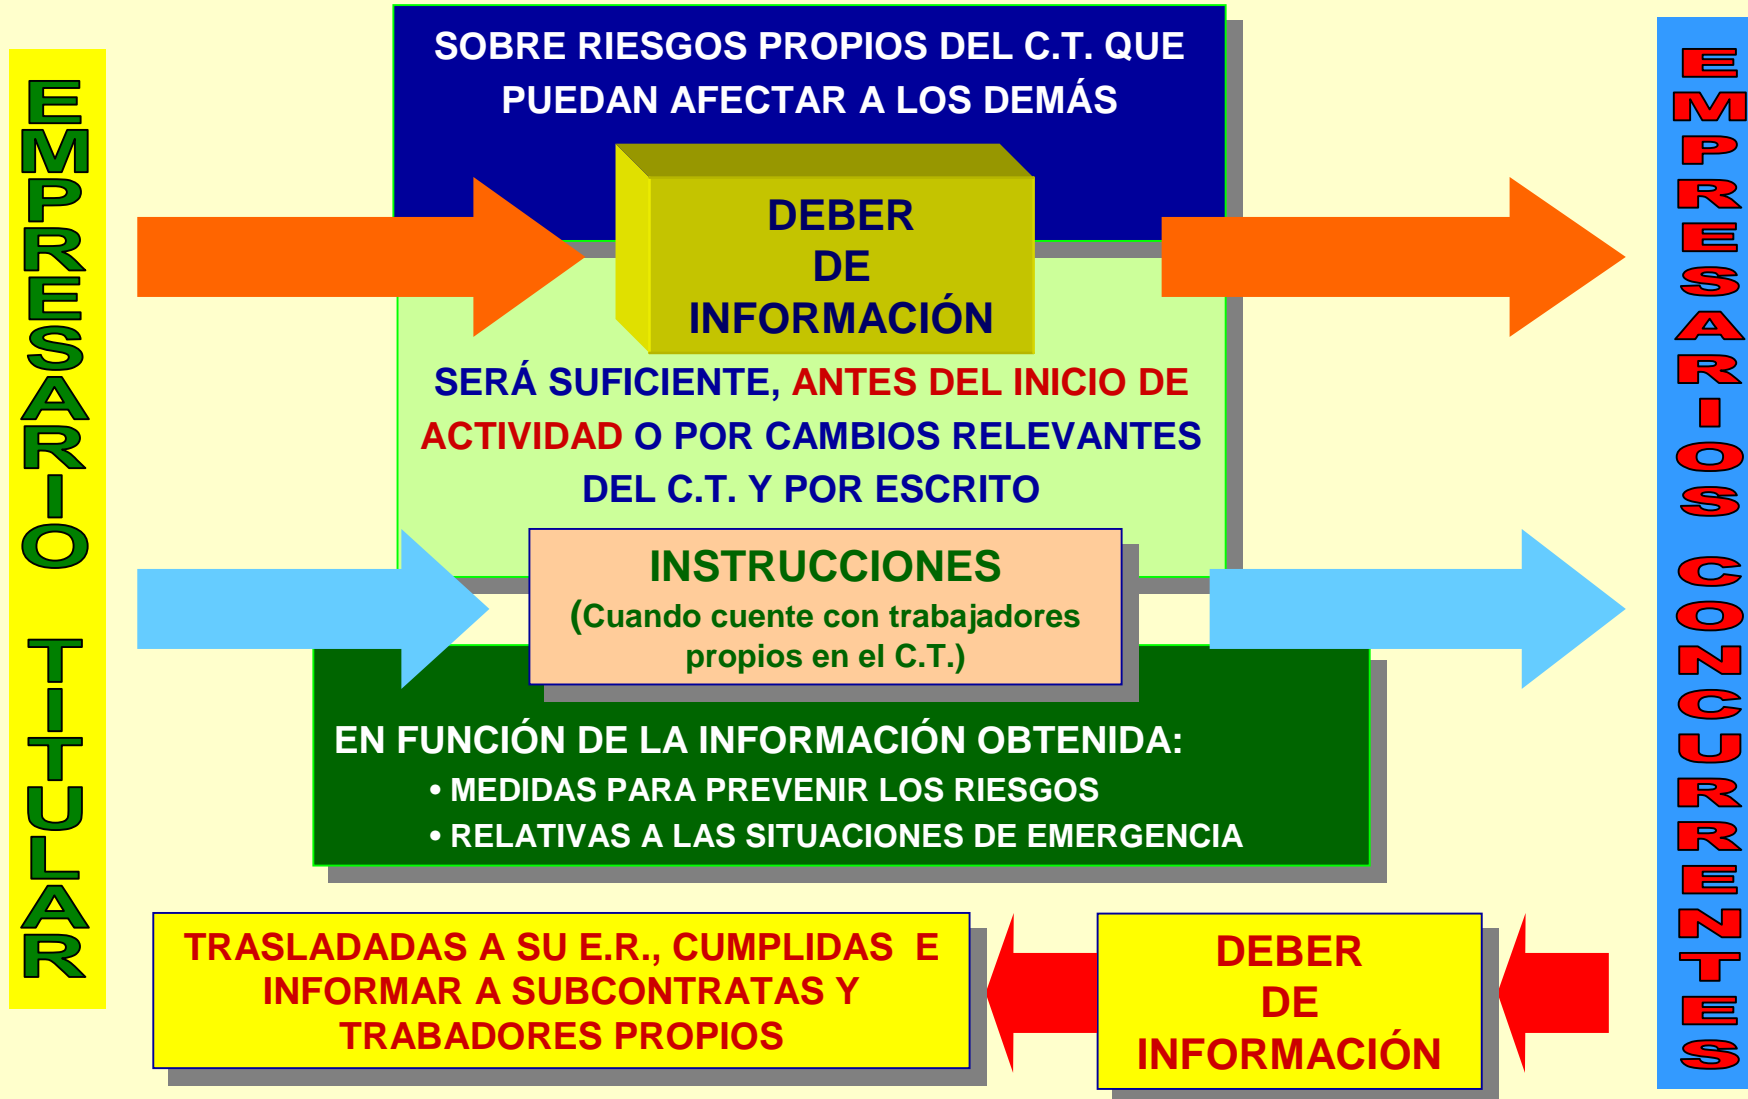 EMPRESARIO TITULAR
SOBRE RIESGOS PROPIOS DEL C.T. QUE
PUEDAN AFECTAR A LOS DEMÁS
DEBER
DE
INFORMACIÓN
SERÁ SUFICIENTE, ANTES DEL INICIO DE
ACTIVIDAD O POR CAMBIOS RELEVANTES
DEL C.T. Y POR ESCRITO
INSTRUCCIONES
(Cuando cuente con trabajadores
propios en el C.T.)
EN FUNCIÓN DE LA INFORMACIÓN OBTENIDA:
• MEDIDAS PARA PREVENIR LOS RIESGOS
• RELATIVAS A LAS SITUACIONES DE EMERGENCIA
TRASLADADAS A SU E.R., CUMPLIDAS E
INFORMAR A SUBCONTRATAS Y
TRABADORES PROPIOS
DEBER
DE
INFORMACIÓN
EMPRESARIOS CONCURRENTES